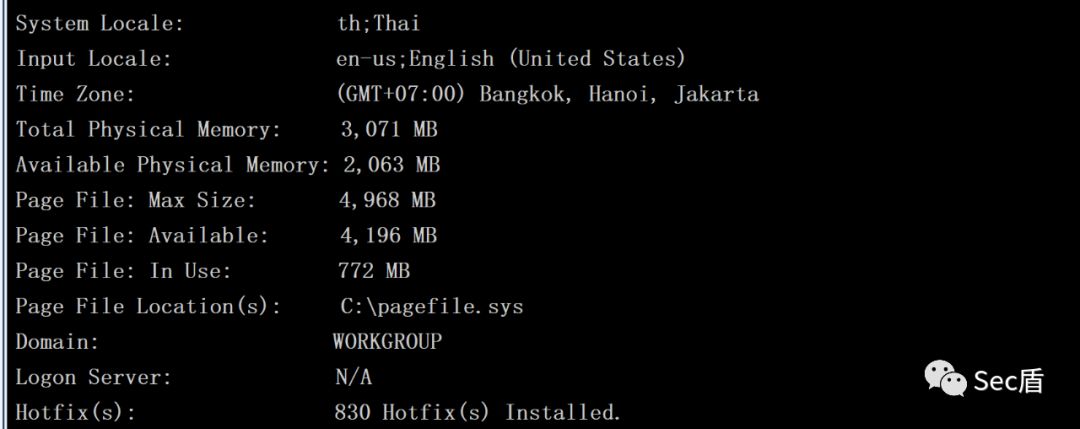 System Locale: th;Thai
Input Locale: en-us;English (United States)
Time Zone: (GMT+07:00) Bangkok, Hanoi, Jakarta
Total Physical Memory: 3,071 MB
Available Physical Memory: 2,063 MB
Page File: Max Size: 4,968 MB
Page File: Available: 4,196 MB
Page File: In Use: 772 MB
Page File Location(s): C:\pagefile.sys
Domain: WORKGROUP
Logon Server: N/A
Hotfix(s): 830 Hotfix(s) Installed.
Sec盾